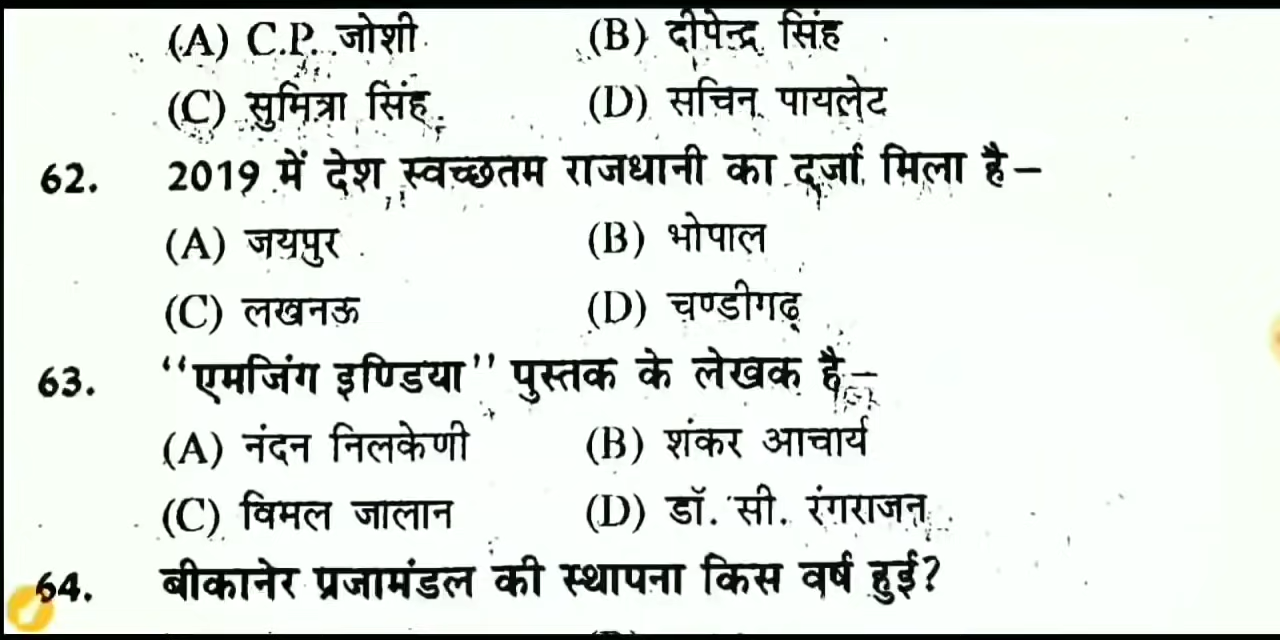 (A) C.P. जोशी (B) दीपेन्द्र सिंह
(C) सुमित्रा सिंह (D) सचिन पायलेट
62. 2019 में देश स्वच्छतम राजधानी का दर्जा मिला है–
(A) जयपुर (B) भोपाल
(C) लखनऊ (D) चण्डीगढ़
63. “एमजिंग इण्डिया” पुस्तक के लेखक है–
(A) नंदन निलकेणी (B) शंकर आचार्य
(C) विमल जालान (D) डॉ. सी. रंगराजन
64. बीकानेर प्रजामंडल की स्थापना किस वर्ष हुई?